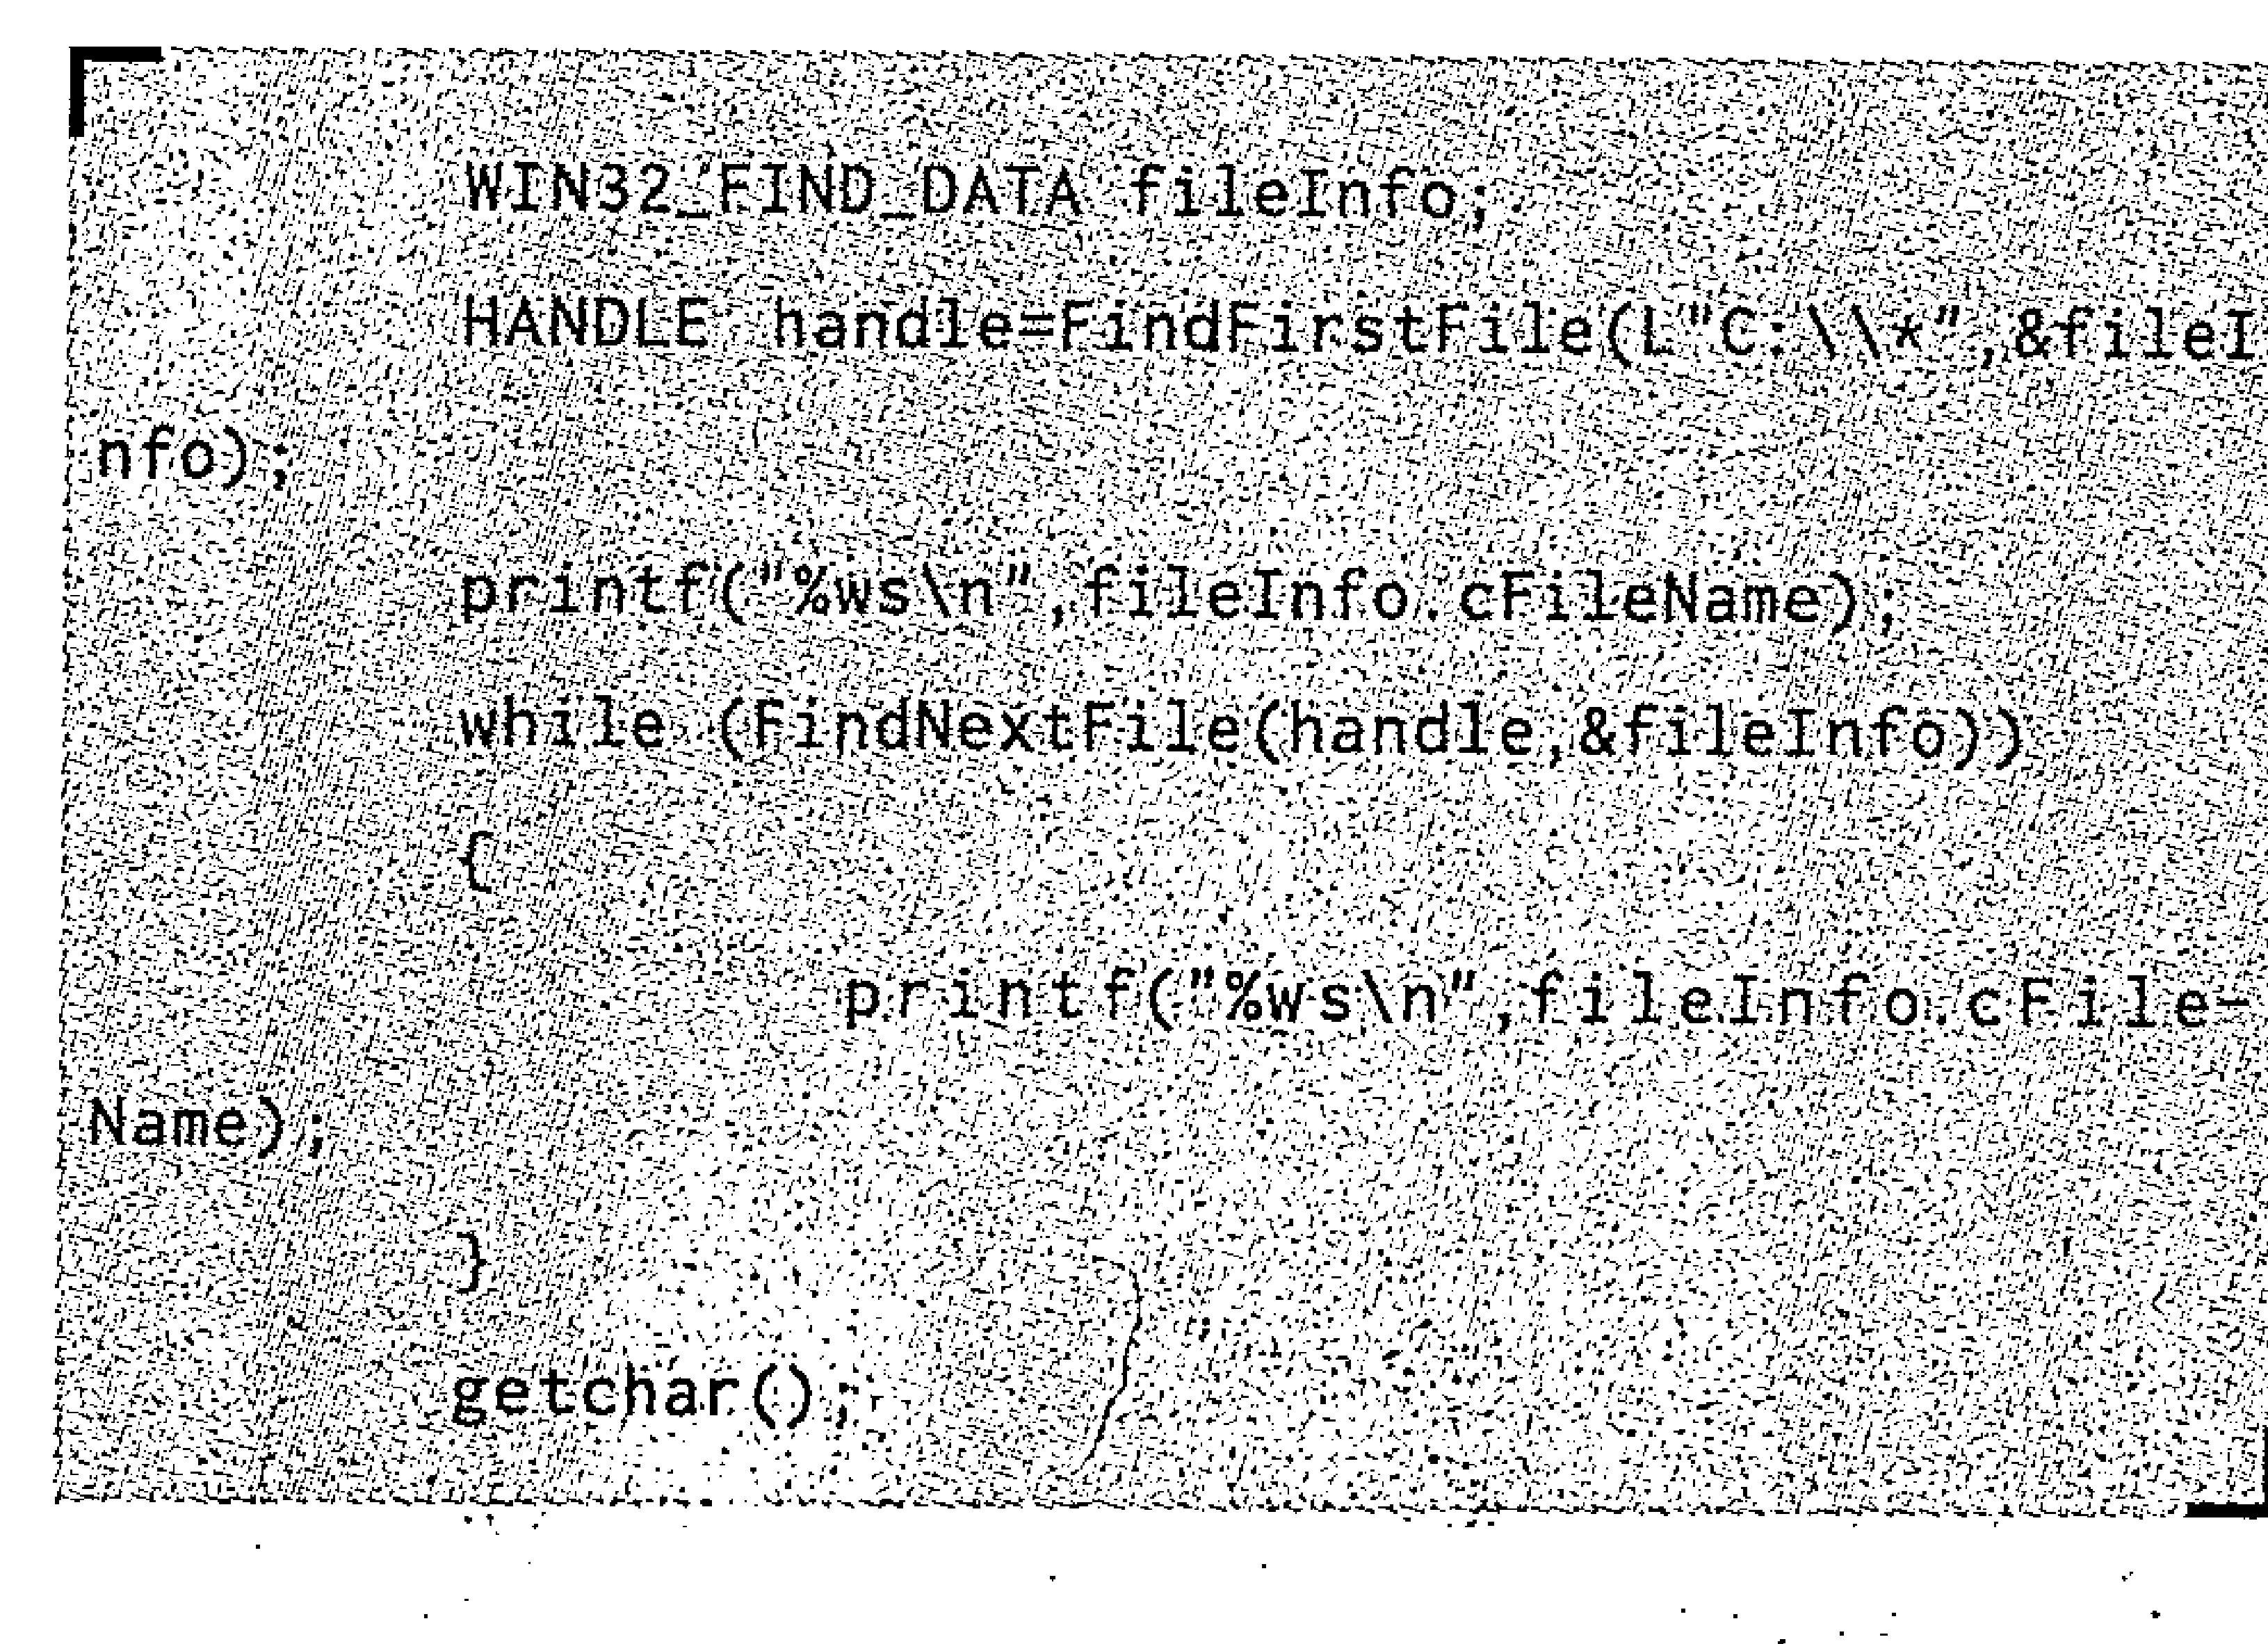 WIN32_FIND_DATA fileInfo;
HANDLE handle=FindFirstFile(L"C:\\*",&fileI
nfo);
printf("%ws\n",fileInfo.cFileName);
while (FindNextFile(handle,&fileInfo))
{
printf("%ws\n",fileInfo.cFile-
Name);
}
getchar();